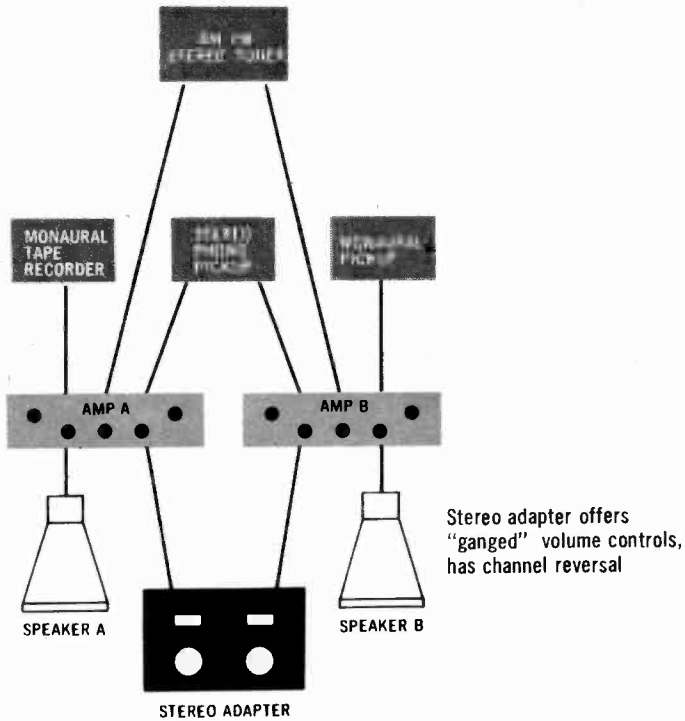 MONAURAL
TAPE
RECORDER
AMP A
AMP B
Stereo adapter offers
"ganged" volume controls,
has channel reversal
SPEAKER A
SPEAKER B
STEREO ADAPTER